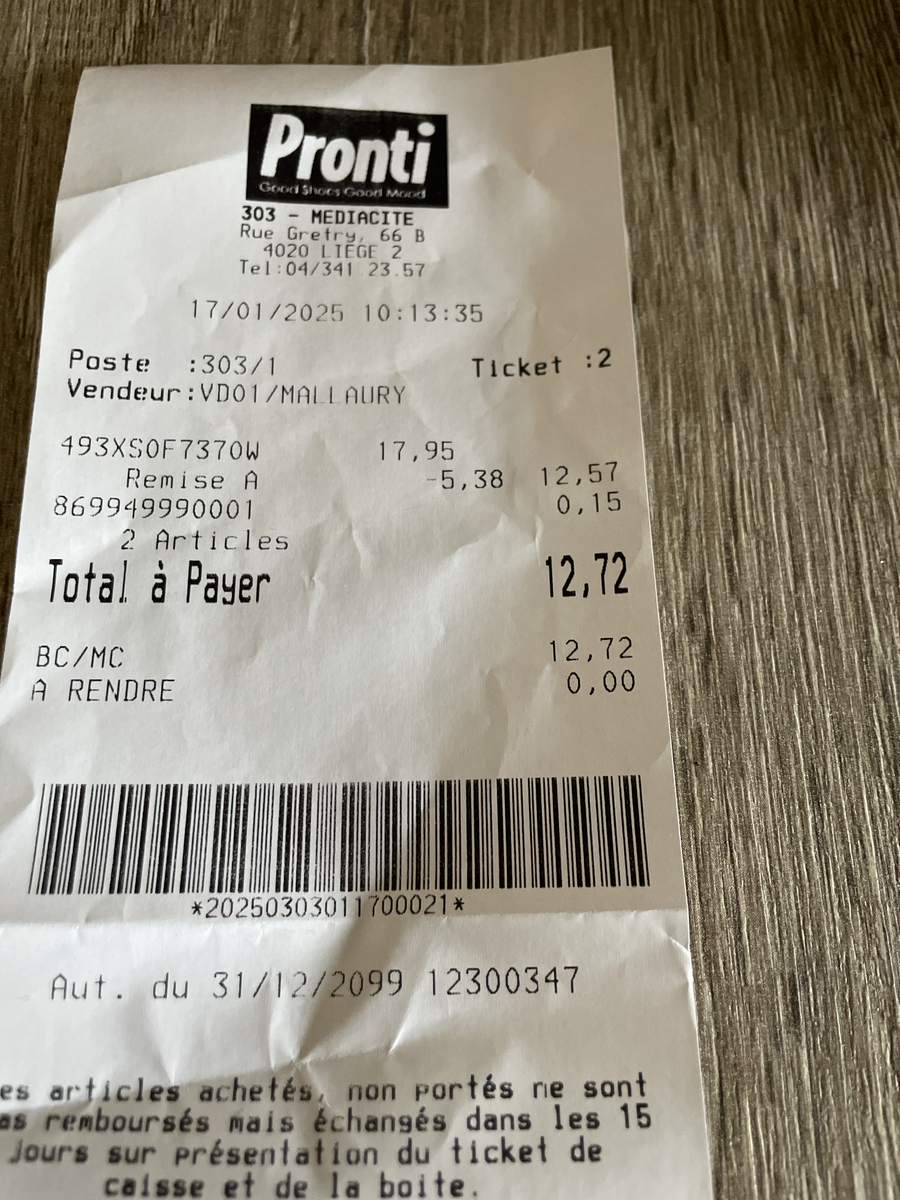 Pronti
Good Shoes Good Mood
303 - MEDIACITE
Rue Gretry, 66 B
4020 LIEGE 2
Tel:04/341 23.57
17/01/2025 10:13:35
Poste :303/1 Ticket :2
Vendeur:VD01/MALLAURY
493XSOF7370W 17,95
Remise A -5,38 12,57
869949990001 0,15
2 Articles
Total à Payer 12,72
BC/MC 12,72
A RENDRE 0,00
*20250303011700021*
Aut. du 31/12/2099 12300347
es articles achetés, non portés ne sont
as remboursés mais échangés dans les 15
jours sur présentation du ticket de
caisse et de la boite.